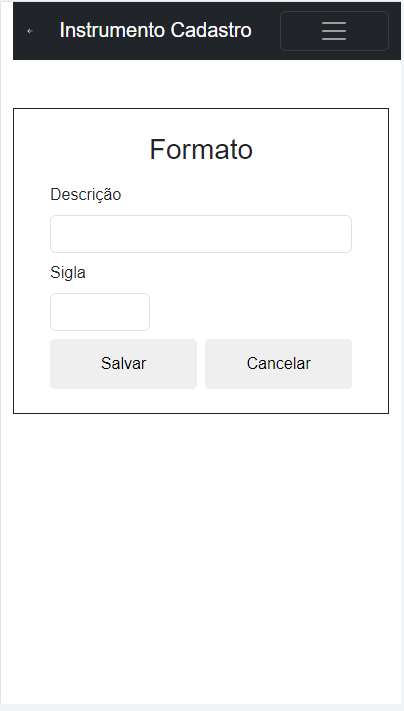 Instrumento Cadastro
Formato
Descrição
Sigla
Salvar Cancelar